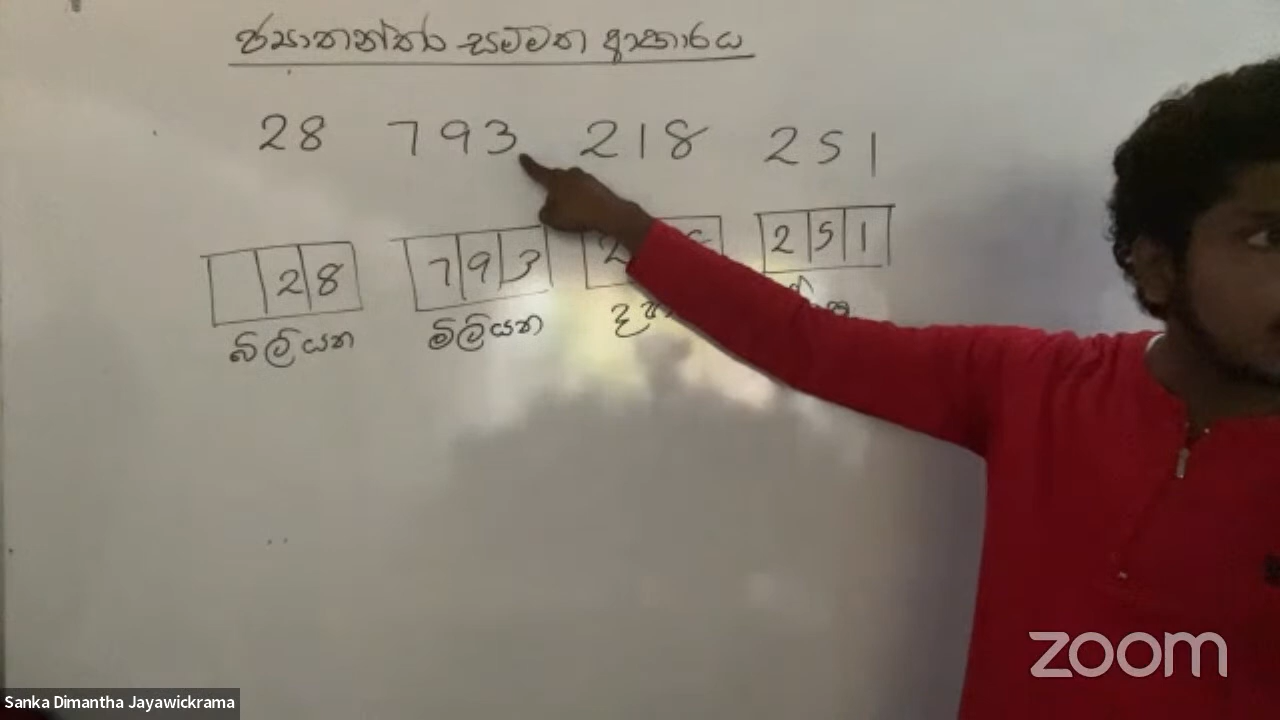 ජාත්‍යන්තර සම්මත ආකාරය
28 793 218 251
28 793 251
බිලියන මිලියන
zoom
Sanka Dimantha Jayawickrama